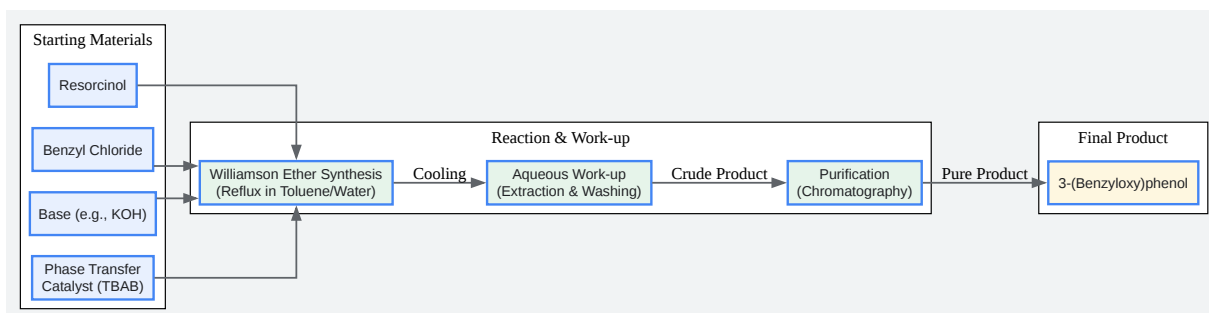 Starting Materials
Resorcinol
Benzyl Chloride
Base (e.g., KOH)
Phase Transfer
Catalyst (TBAB)
Reaction & Work-up
Williamson Ether Synthesis
(Reflux in Toluene/Water)
Cooling
Aqueous Work-up
(Extraction & Washing)
Crude Product
Purification
(Chromatography)
Pure Product
Final Product
3-(Benzyloxy)phenol